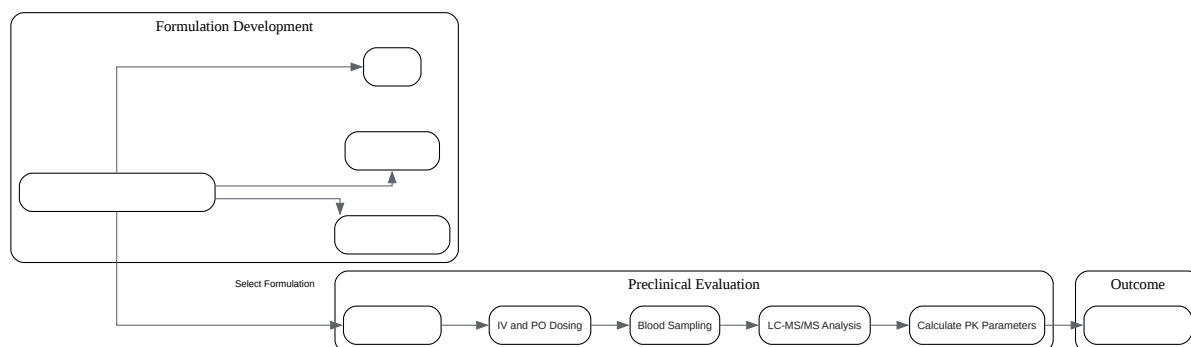 Formulation Development
Select Formulation
Preclinical Evaluation
Outcome
IV and PO Dosing
Blood Sampling
LC-MS/MS Analysis
Calculate PK Parameters